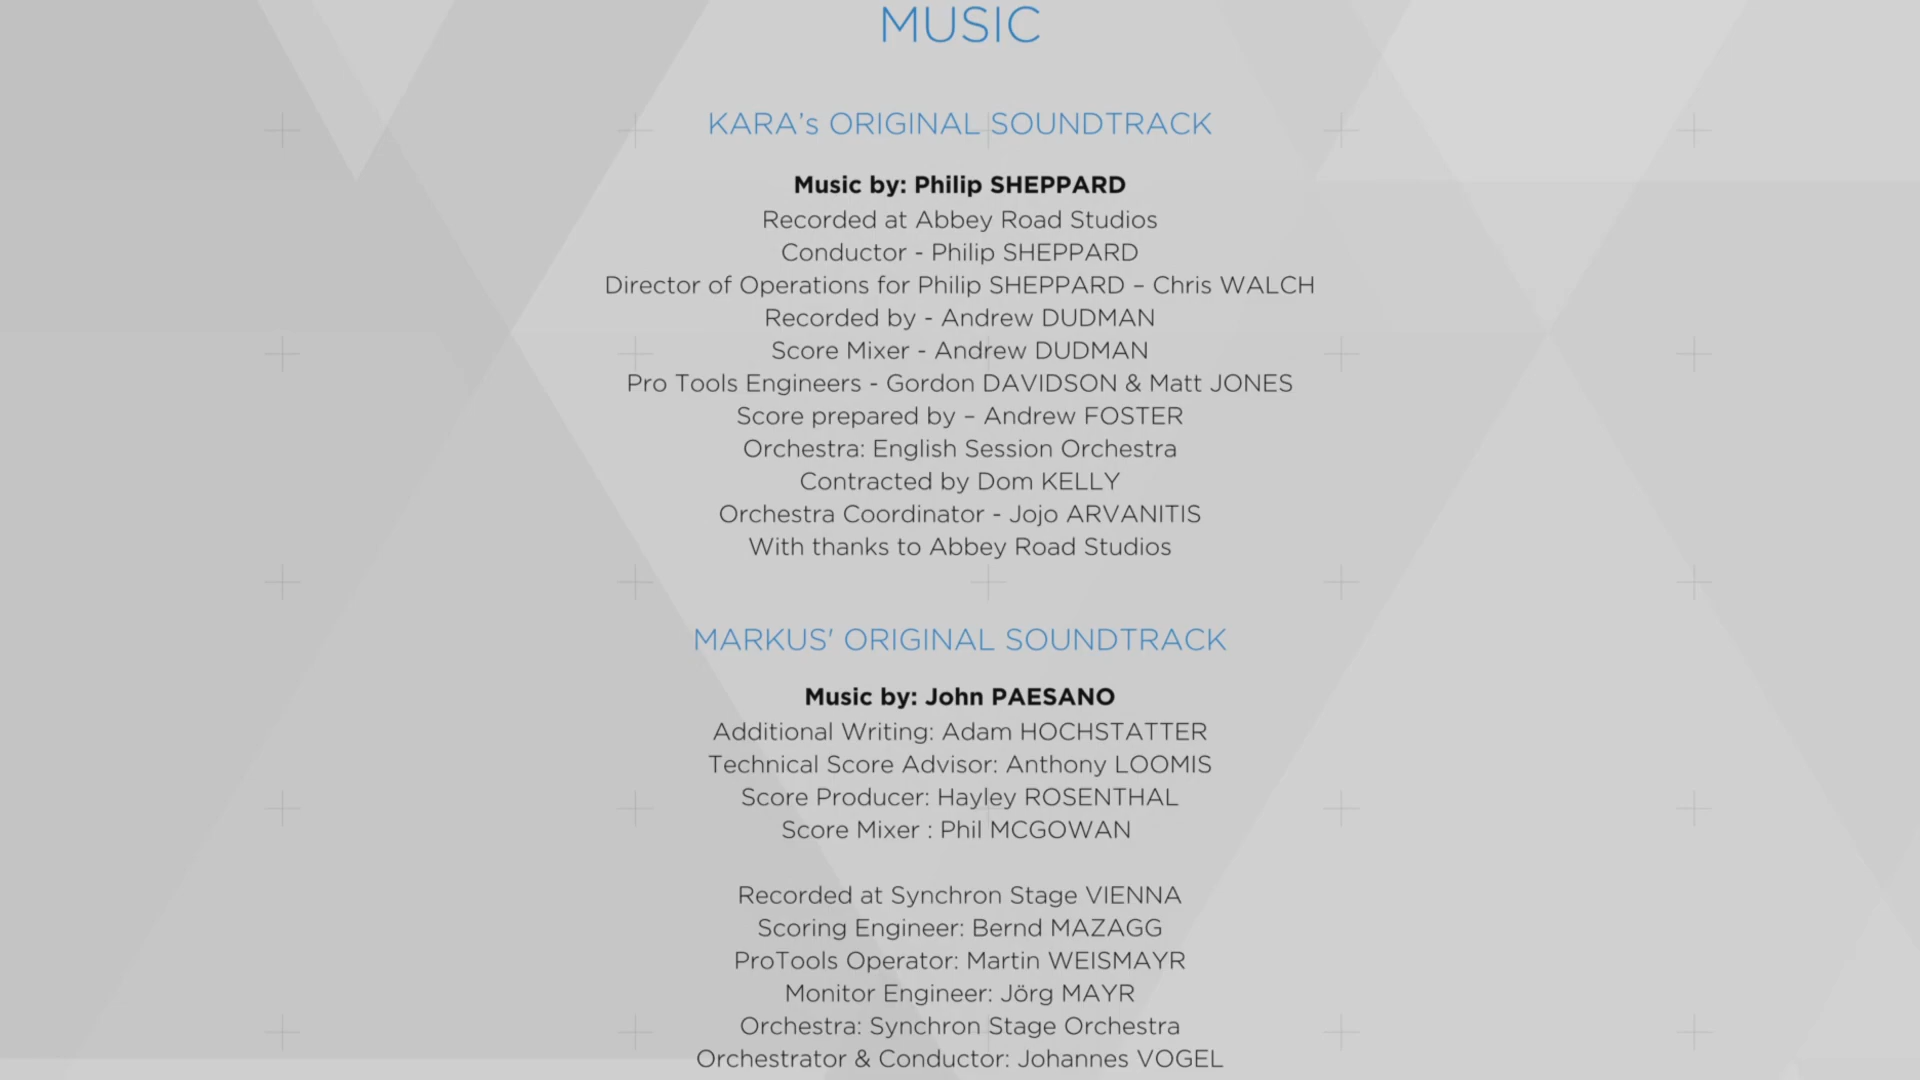 MUSIC
KARA's ORIGINAL SOUNDTRACK
Music by: Philip SHEPPARD
Recorded at Abbey Road Studios
Conductor - Philip SHEPPARD
Director of Operations for Philip SHEPPARD – Chris WALCH
Recorded by - Andrew DUDMAN
Score Mixer - Andrew DUDMAN
Pro Tools Engineers - Gordon DAVIDSON & Matt JONES
Score prepared by – Andrew FOSTER
Orchestra: English Session Orchestra
Contracted by Dom KELLY
Orchestra Coordinator - Jojo ARVANITIS
With thanks to Abbey Road Studios
MARKUS' ORIGINAL SOUNDTRACK
Music by: John PAESANO
Additional Writing: Adam HOCHSTATTER
Technical Score Advisor: Anthony LOOMIS
Score Producer: Hayley ROSENTHAL
Score Mixer : Phil MCGOWAN
Recorded at Synchron Stage VIENNA
Scoring Engineer: Bernd MAZAGG
ProTools Operator: Martin WEISMAYR
Monitor Engineer: Jörg MAYR
Orchestra: Synchron Stage Orchestra
Orchestrator & Conductor: Johannes VOGEL